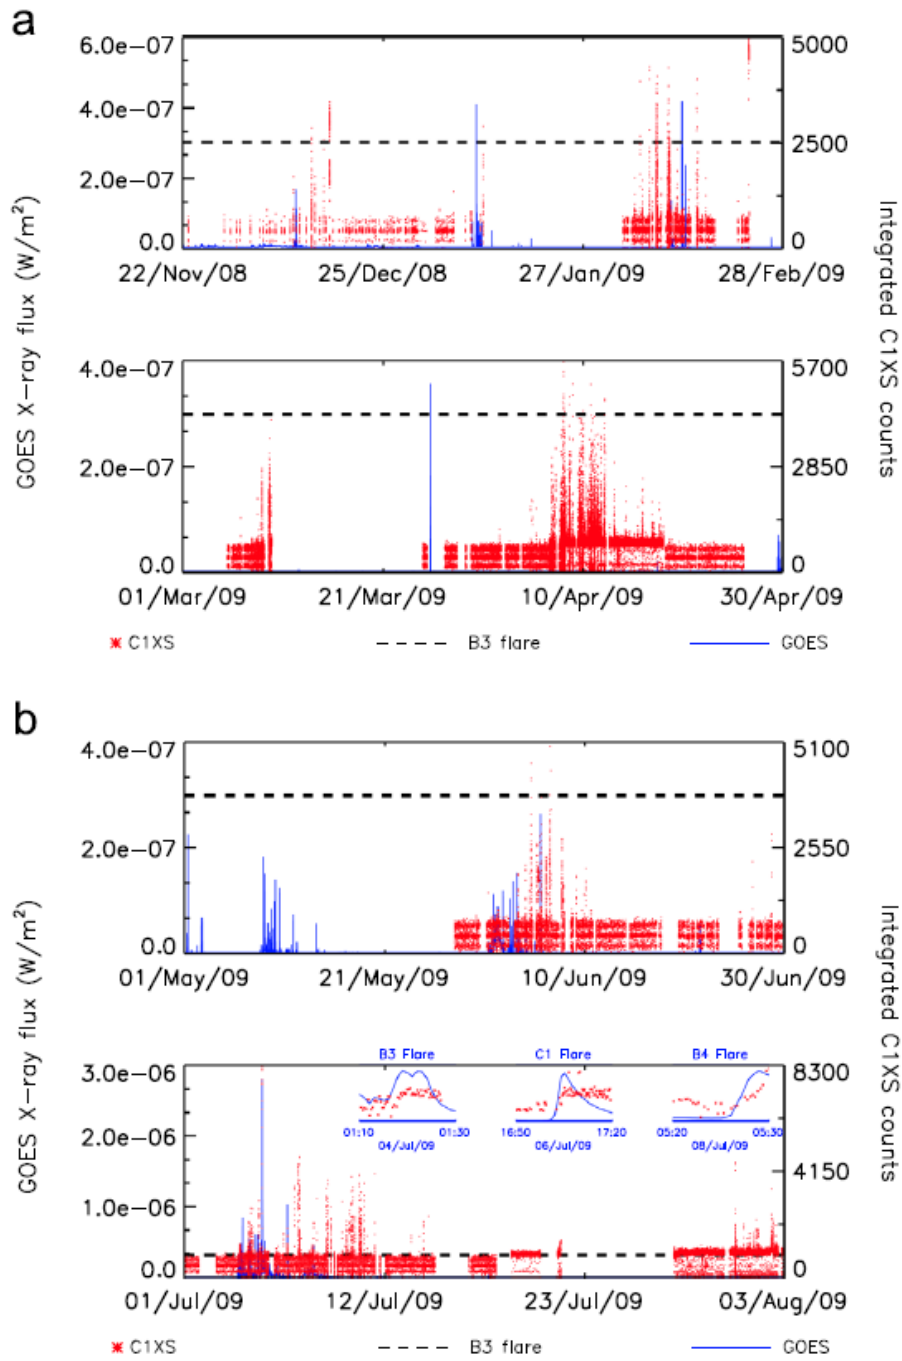 a
6.0e-07
4.0e-07
2.0e-07
0.0
5000
2500
0
22/Nov/08 25/Dec/08 27/Jan/09 28/Feb/09
GOES X-ray flux (W/m²)
Integrated C1XS counts
4.0e-07
2.0e-07
0.0
5700
2850
0
01/Mar/09 21/Mar/09 10/Apr/09 30/Apr/09
C1XS B3 flare GOES
b
4.0e-07
2.0e-07
0.0
5100
2550
0
01/May/09 21/May/09 10/Jun/09 30/Jun/09
GOES X-ray flux (W/m²)
Integrated C1XS counts
B3 Flare C1 Flare B4 Flare
3.0e-06
2.0e-06
1.0e-06
0.0
8300
4150
0
01:10 01:30 16:50 17:20 05:20 05:30
04/Jul/09 06/Jul/09 08/Jul/09
01/Jul/09 12/Jul/09 23/Jul/09 03/Aug/09
C1XS B3 flare GOES